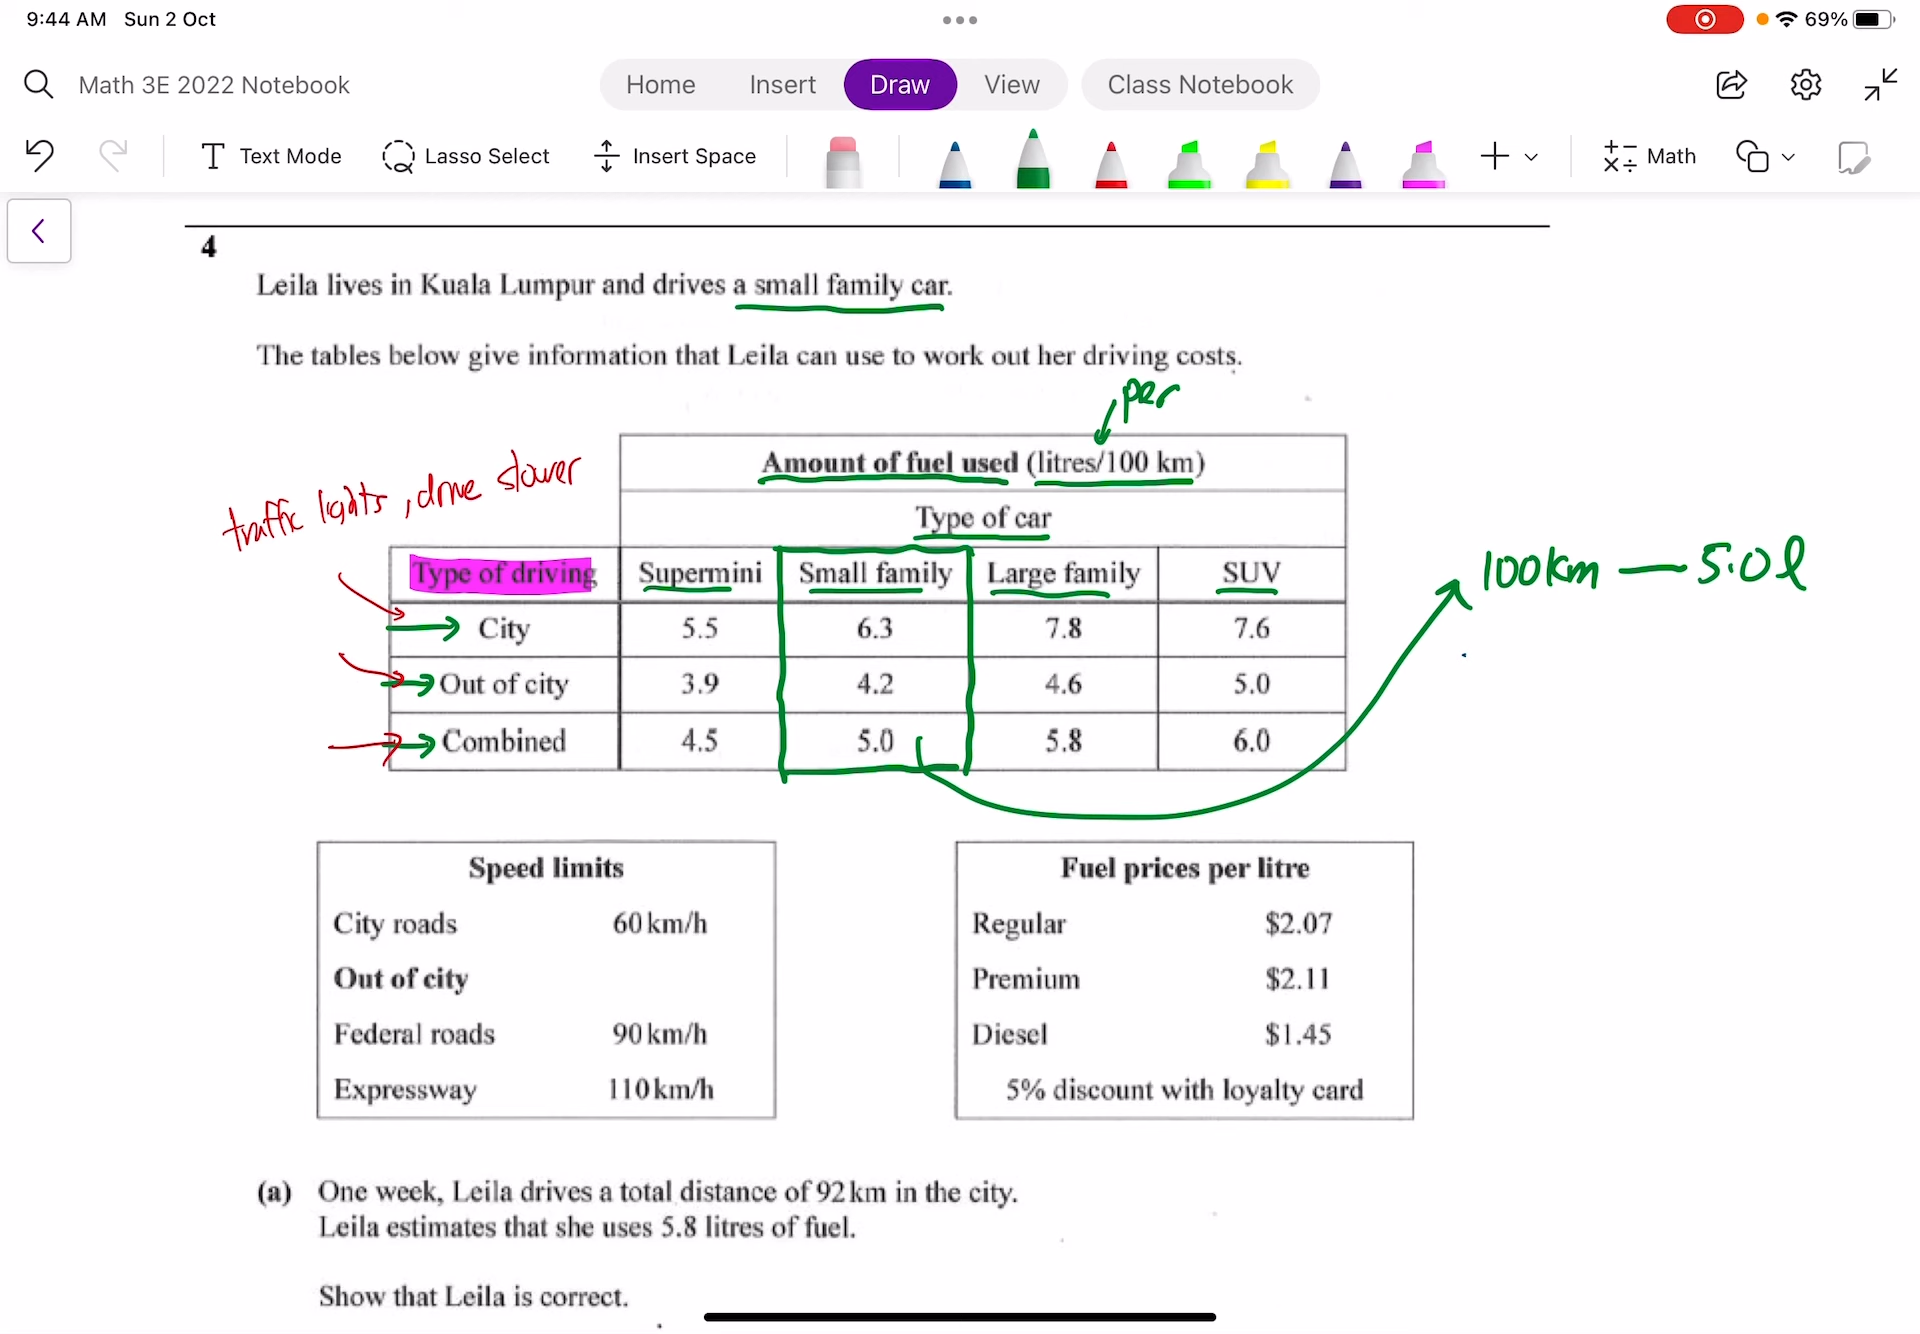 9:44 AM Sun 2 Oct
69%
Math 3E 2022 Notebook
Home Insert Draw View Class Notebook
Text Mode Lasso Select Insert Space Math
4
Leila lives in Kuala Lumpur and drives a small family car.
The tables below give information that Leila can use to work out her driving costs.
per
traffic lights, drive slower
Amount of fuel used (litres/100 km)
Type of car
Type of driving Supermini Small family Large family SUV
City 5.5 6.3 7.8 7.6
Out of city 3.9 4.2 4.6 5.0
Combined 4.5 5.0 5.8 6.0
100km — 5.0l
Speed limits
City roads 60 km/h
Out of city
Federal roads 90 km/h
Expressway 110 km/h
Fuel prices per litre
Regular $2.07
Premium $2.11
Diesel $1.45
5% discount with loyalty card
(a) One week, Leila drives a total distance of 92 km in the city.
Leila estimates that she uses 5.8 litres of fuel.
Show that Leila is correct.